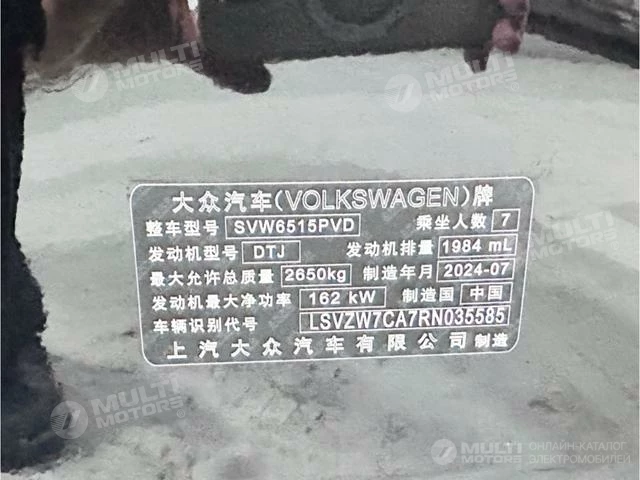 MULTI MOTORS
MULTI MOTORS
大众汽车(VOLKSWAGEN)牌
整车型号 SVW6515PVD 乘坐人数 7
发动机型号 DTJ 发动机排量 1984 mL
最大允许总质量 2650kg 制造年月 2024-07
发动机最大净功率 162 kW 制造国 中国
车辆识别代号 LSVZW7CA7RN035585
上汽大众汽车有限公司 制造
MULTI MOTORS
MULTI MOTORS ОНЛАЙН-КАТАЛОГ
ЭЛЕКТРОМОБИЛЕЙ